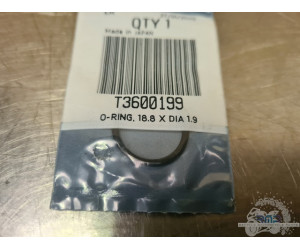 QTY 1
Made in Japan
T3600199
O-RING, 18.8 X DIA 1.9